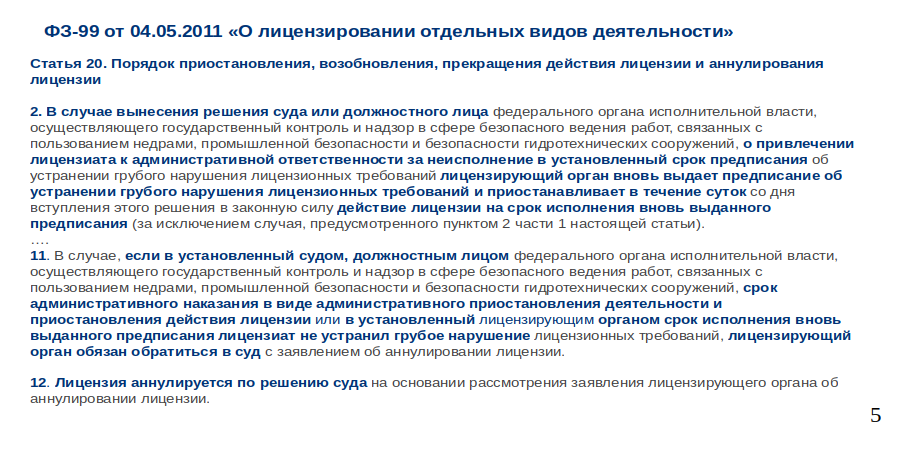 ФЗ-99 от 04.05.2011 «О лицензировании отдельных видов деятельности»
Статья 20. Порядок приостановления, возобновления, прекращения действия лицензии и аннулирования
лицензии
2. В случае вынесения решения суда или должностного лица федерального органа исполнительной власти,
осуществляющего государственный контроль и надзор в сфере безопасного ведения работ, связанных с
пользованием недрами, промышленной безопасности и безопасности гидротехнических сооружений, о привлечении
лицензиата к административной ответственности за неисполнение в установленный срок предписания об
устранении грубого нарушения лицензионных требований лицензирующий орган вновь выдает предписание об
устранении грубого нарушения лицензионных требований и приостанавливает в течение суток со дня
вступления этого решения в законную силу действие лицензии на срок исполнения вновь выданного
предписания (за исключением случая, предусмотренного пунктом 2 части 1 настоящей статьи).
….
11. В случае, если в установленный судом, должностным лицом федерального органа исполнительной власти,
осуществляющего государственный контроль и надзор в сфере безопасного ведения работ, связанных с
пользованием недрами, промышленной безопасности и безопасности гидротехнических сооружений, срок
административного наказания в виде административного приостановления деятельности и
приостановления действия лицензии или в установленный лицензирующим органом срок исполнения вновь
выданного предписания лицензиат не устранил грубое нарушение лицензионных требований, лицензирующий
орган обязан обратиться в суд с заявлением об аннулировании лицензии.
12. Лицензия аннулируется по решению суда на основании рассмотрения заявления лицензирующего органа об
аннулировании лицензии.
5